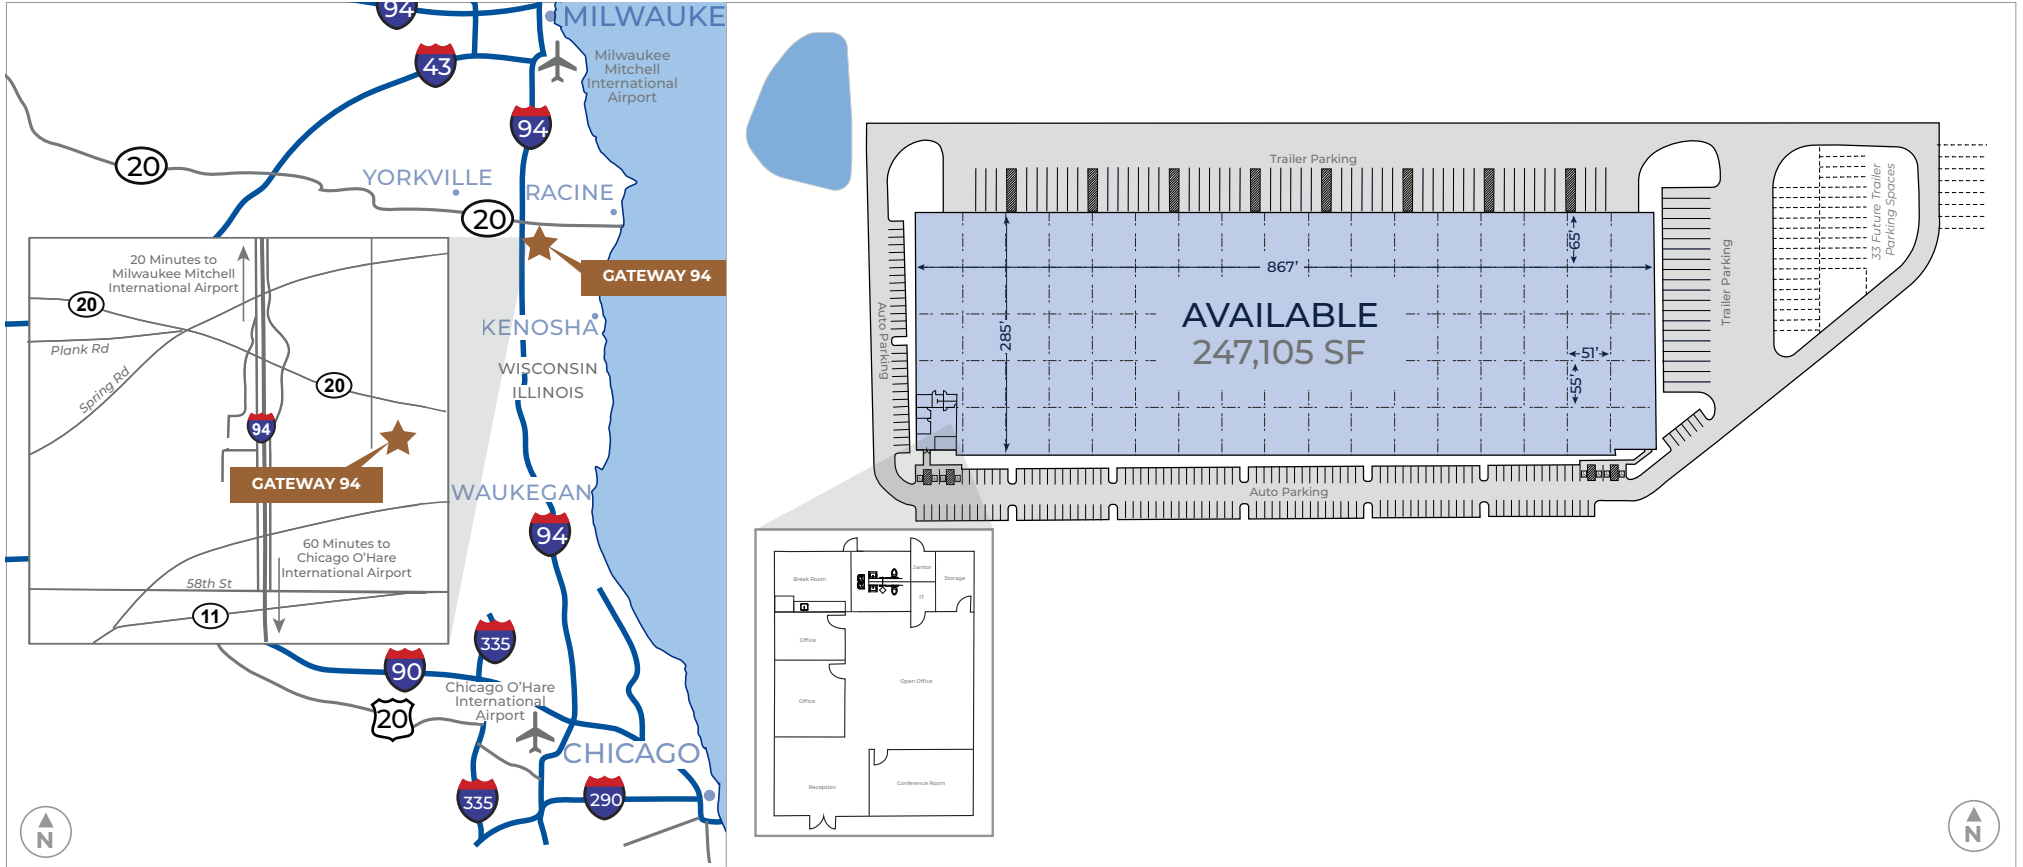 94
MILWAUKE
43
Milwaukee
Mitchell
International
Airport
94
20
YORKVILLE
RACINE
20
GATEWAY 94
20 Minutes to
Milwaukee Mitchell
International Airport
20
Plank Rd
Spring Rd
20
94
GATEWAY 94
60 Minutes to
Chicago O'Hare
International Airport
58th St
11
KENOSHA
WISCONSIN
ILLINOIS
WAUKEGAN
94
335
90
Chicago O'Hare
International
Airport
20
CHICAGO
335
290
N
Trailer Parking
33 Future Trailer
Parking Spaces
Trailer Parking
Auto Parking
65'
867'
285'
AVAILABLE
247,105 SF
51'
55'
Auto Parking
Break Room
Janitor
Storage
IT
Office
Open Office
Office
Reception
Conference Room
N